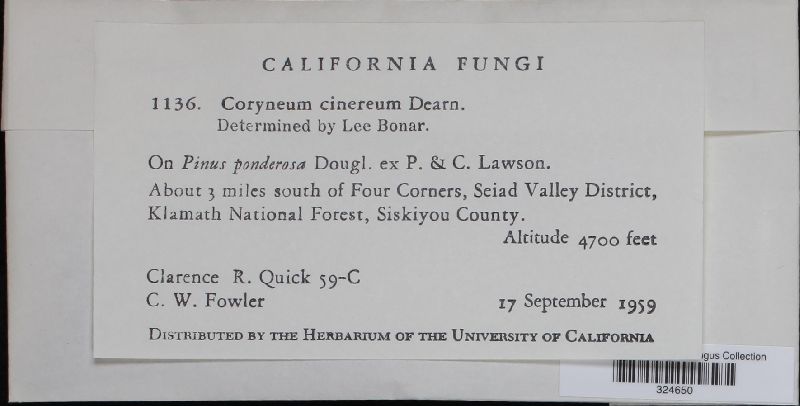 CALIFORNIA FUNGI
1136. Coryneum cinereum Dearn.
Determined by Lee Bonar.
On Pinus ponderosa Dougl. ex P. & C. Lawson.
About 3 miles south of Four Corners, Seiad Valley District,
Klamath National Forest, Siskiyou County.
Altitude 4700 feet
Clarence R. Quick 59-C
C. W. Fowler
17 September 1959
DISTRIBUTED BY THE HERBARIUM OF THE UNIVERSITY OF CALIFORNIA
Collection
324650